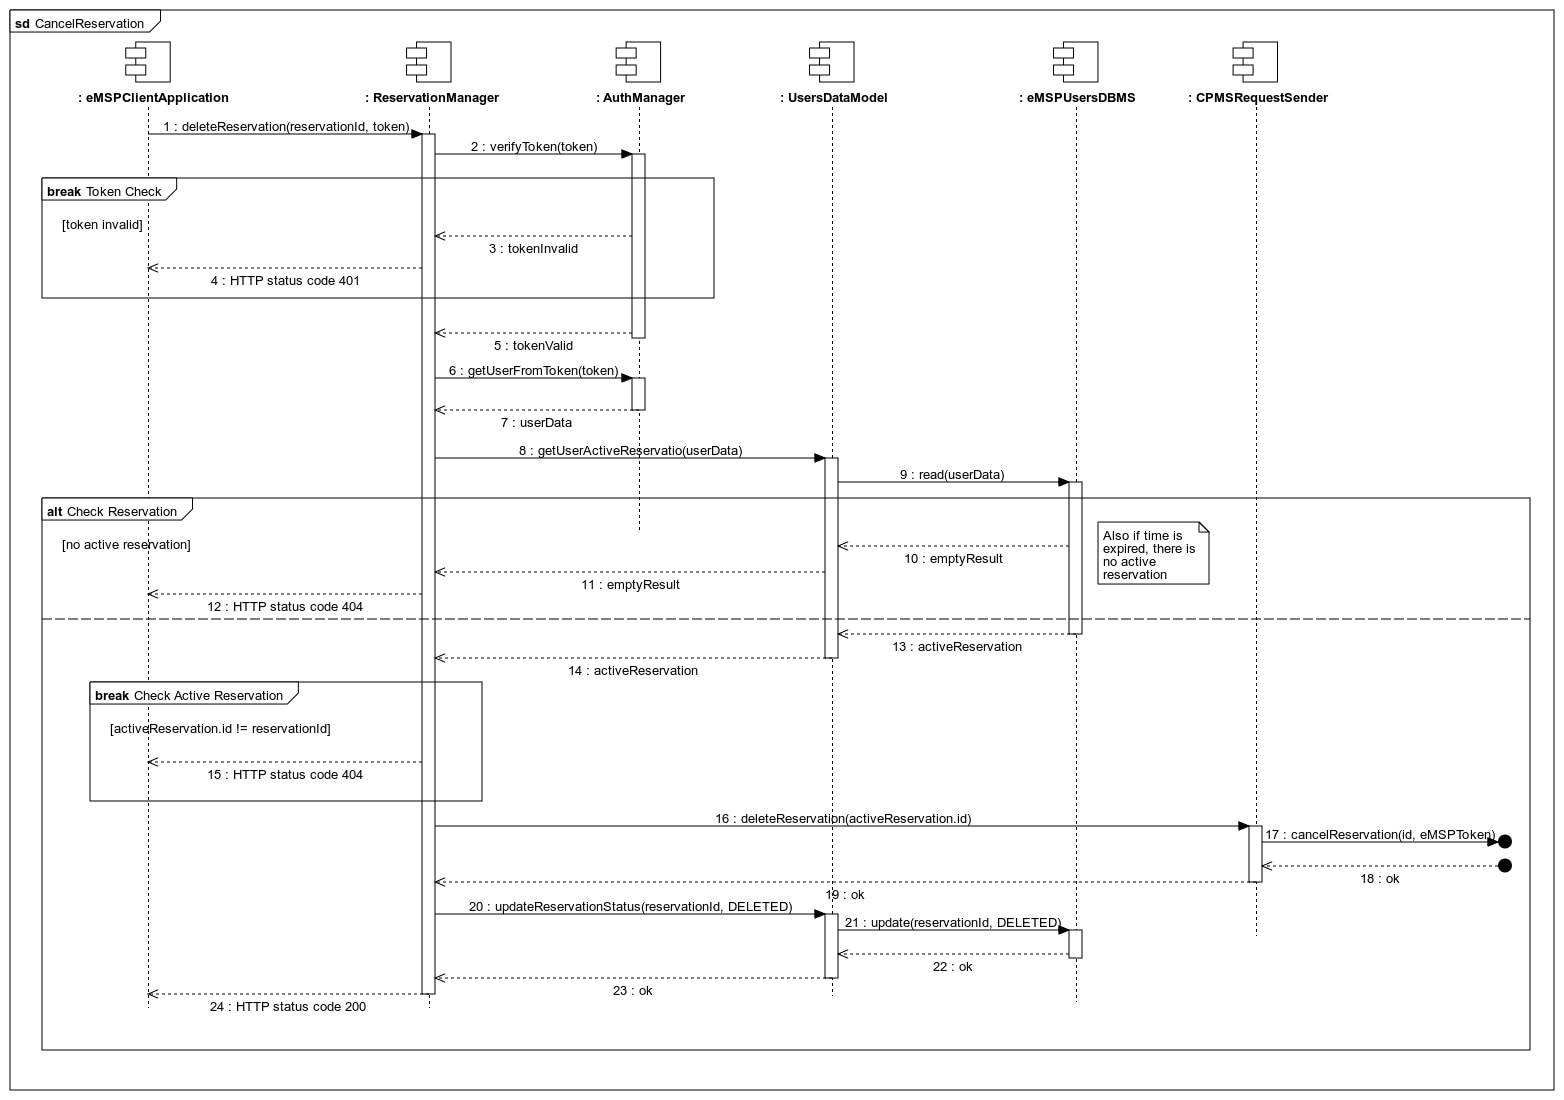 sd CancelReservation
: eMSPClientApplication
: ReservationManager
: AuthManager
: UsersDataModel
: eMSPUsersDBMS
: CPMSRequestSender
1 : deleteReservation(reservationId, token)
2 : verifyToken(token)
break Token Check
[token invalid]
3 : tokenInvalid
4 : HTTP status code 401
5 : tokenValid
6 : getUserFromToken(token)
7 : userData
8 : getUserActiveReservatio(userData)
9 : read(userData)
alt Check Reservation
[no active reservation]
Also if time is
expired, there is
no active
reservation
10 : emptyResult
11 : emptyResult
12 : HTTP status code 404
13 : activeReservation
14 : activeReservation
break Check Active Reservation
[activeReservation.id != reservationId]
15 : HTTP status code 404
16 : deleteReservation(activeReservation.id)
17 : cancelReservation(id, eMSPToken)
18 : ok
19 : ok
20 : updateReservationStatus(reservationId, DELETED)
21 : update(reservationId, DELETED)
22 : ok
23 : ok
24 : HTTP status code 200